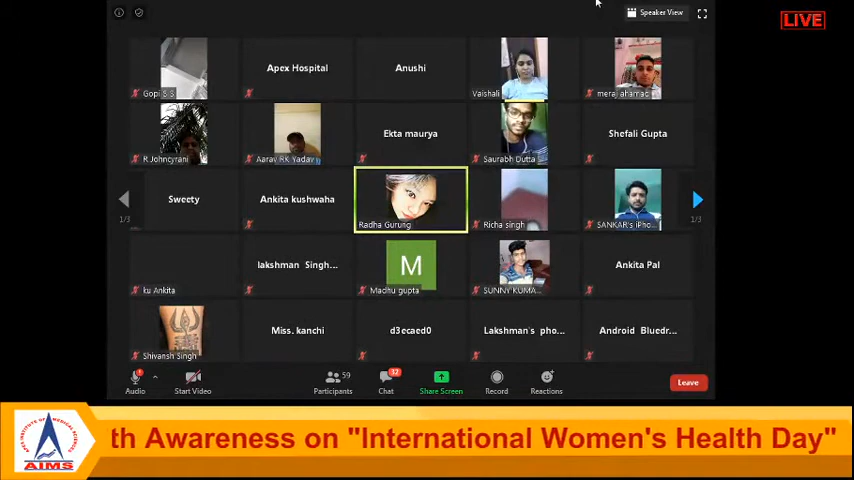 Speaker View
LIVE
Gopi B S
Apex Hospital
Anushi
Vaishali
meraj ahamad
R Johncyrani
Aarav RK Yadav
Ekta maurya
Saurabh Dutta
Shefali Gupta
Sweety
Ankita kushwaha
Radha Gurung
Richa singh
SANKAR's iPho...
1/3
1/3
ku Ankita
lakshman Singh...
M
Madhu gupta
SUNNY KUMA...
Ankita Pal
Shivansh Singh
Miss. kanchi
d3ecaed0
Lakshman's pho...
Android Bluedr...
Audio
Start Video
Participants
59
Chat
32
Share Screen
Record
Reactions
Leave
AIMS
th Awareness on "International Women's Health Day"